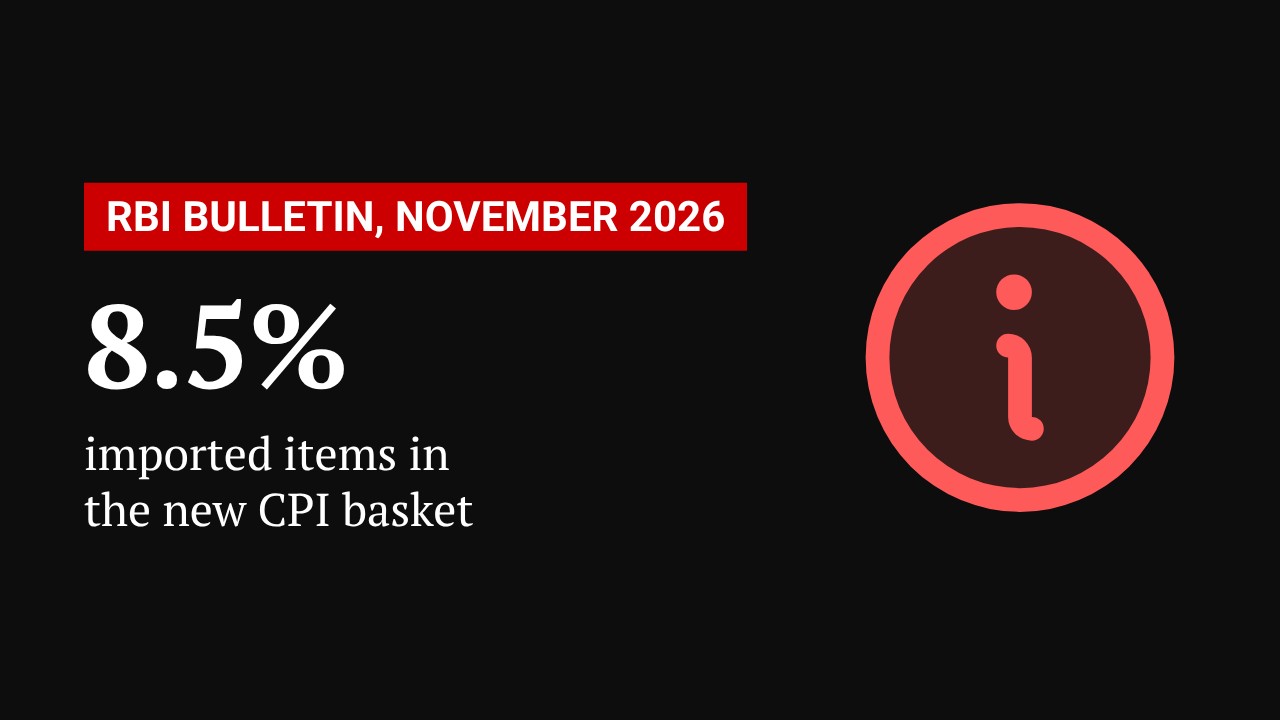 RBI BULLETIN, NOVEMBER 2026
8.5%
imported items in
the new CPI basket